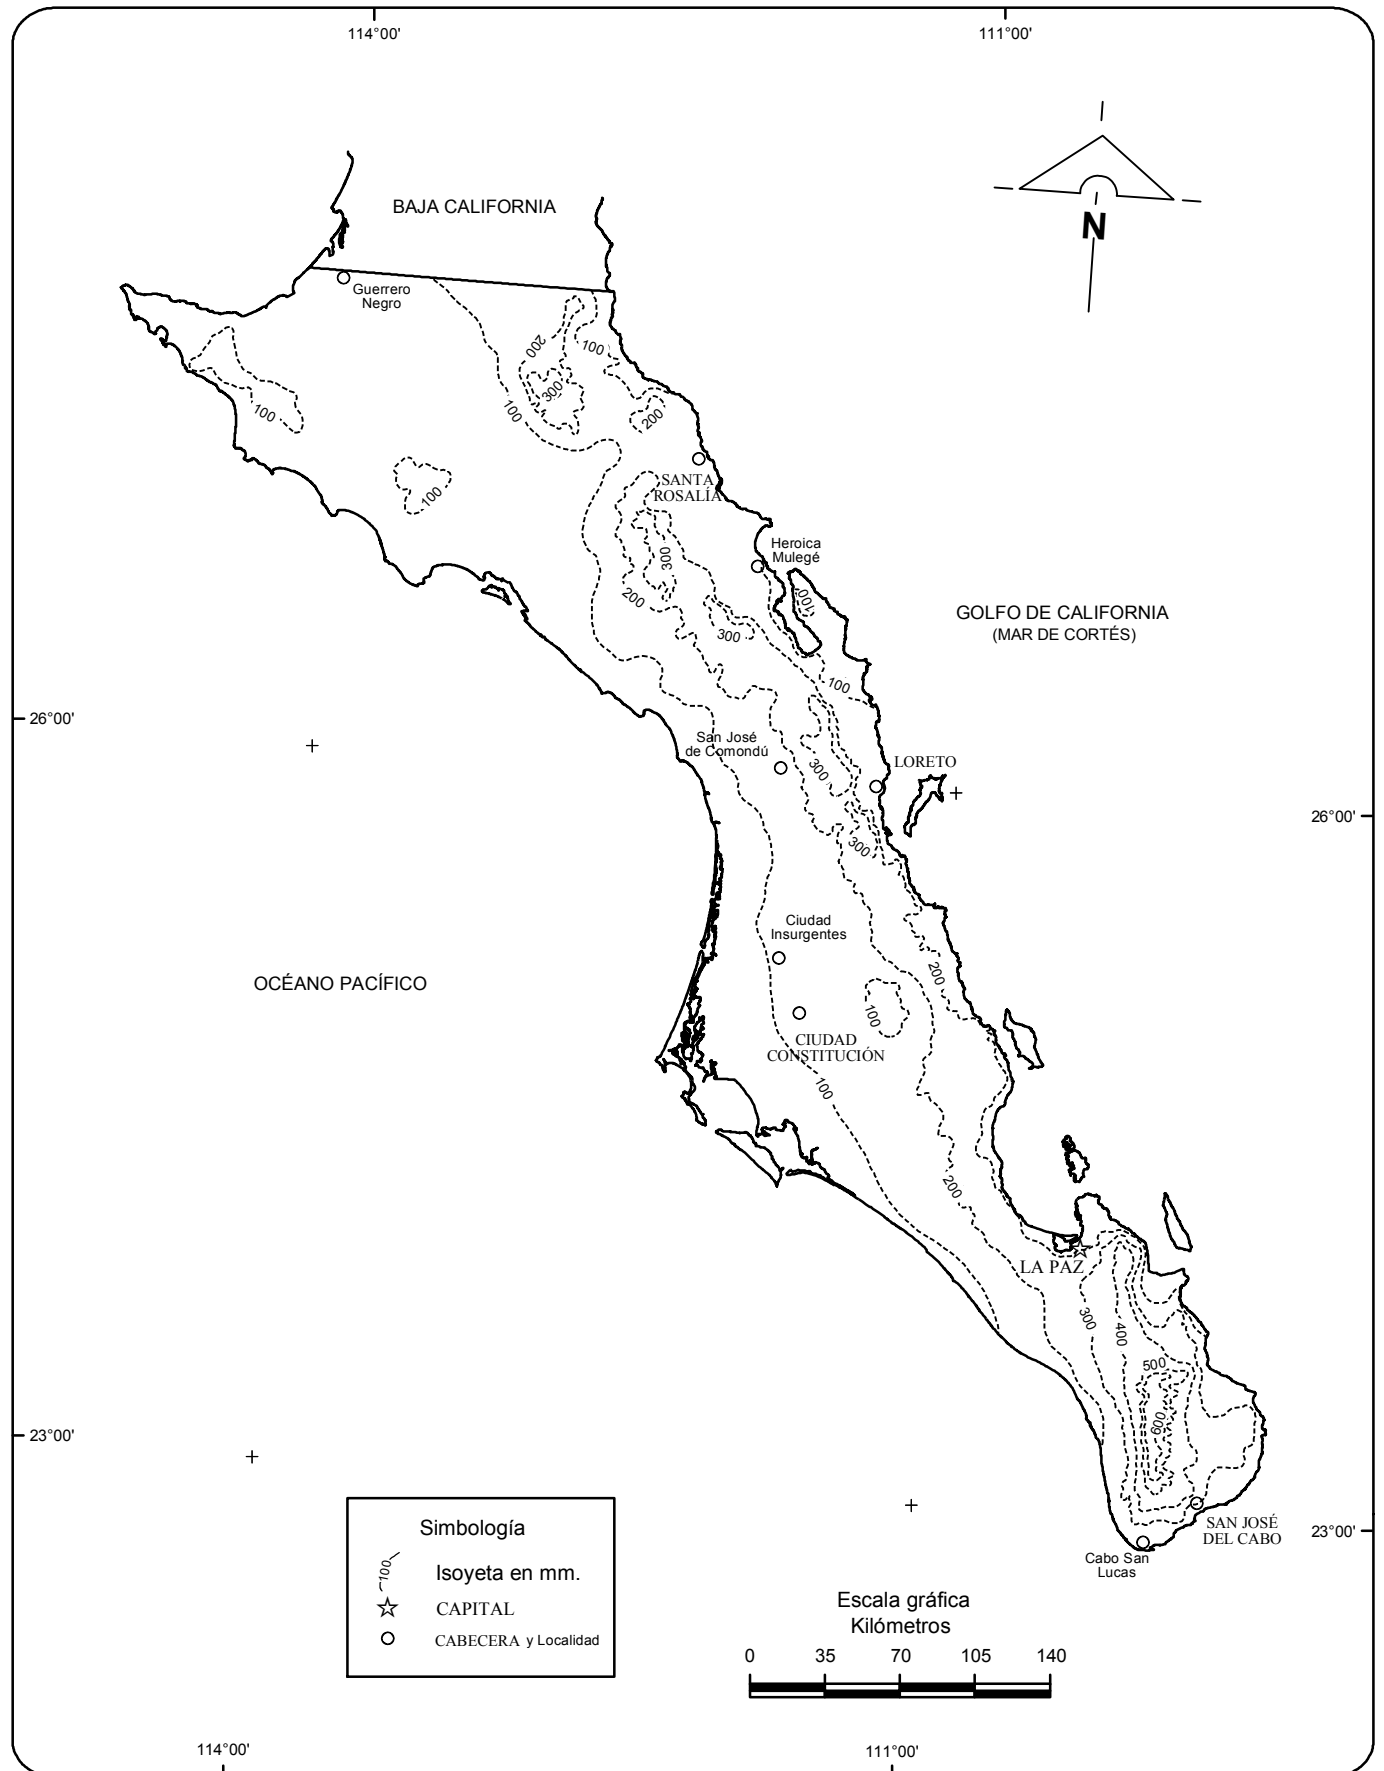 114°00'
111°00'
BAJA CALIFORNIA
N
Guerrero
Negro
200
100
300
100
100
200
SANTA
ROSALÍA
100
Heroica
Mulegé
300
200
100
GOLFO DE CALIFORNIA
(MAR DE CORTÉS)
300
100
26°00'
San José
de Comondú
LORETO
300
26°00'
300
Ciudad
Insurgentes
200
OCÉANO PACÍFICO
100
CIUDAD
CONSTITUCIÓN
100
200
LA PAZ
300
400
500
600
23°00'
SAN JOSÉ
DEL CABO
23°00'
Cabo San
Lucas
Simbología
100
Isoyeta en mm.
CAPITAL
CABECERA y Localidad
Escala gráfica
Kilómetros
0 35 70 105 140
114°00'
111°00'